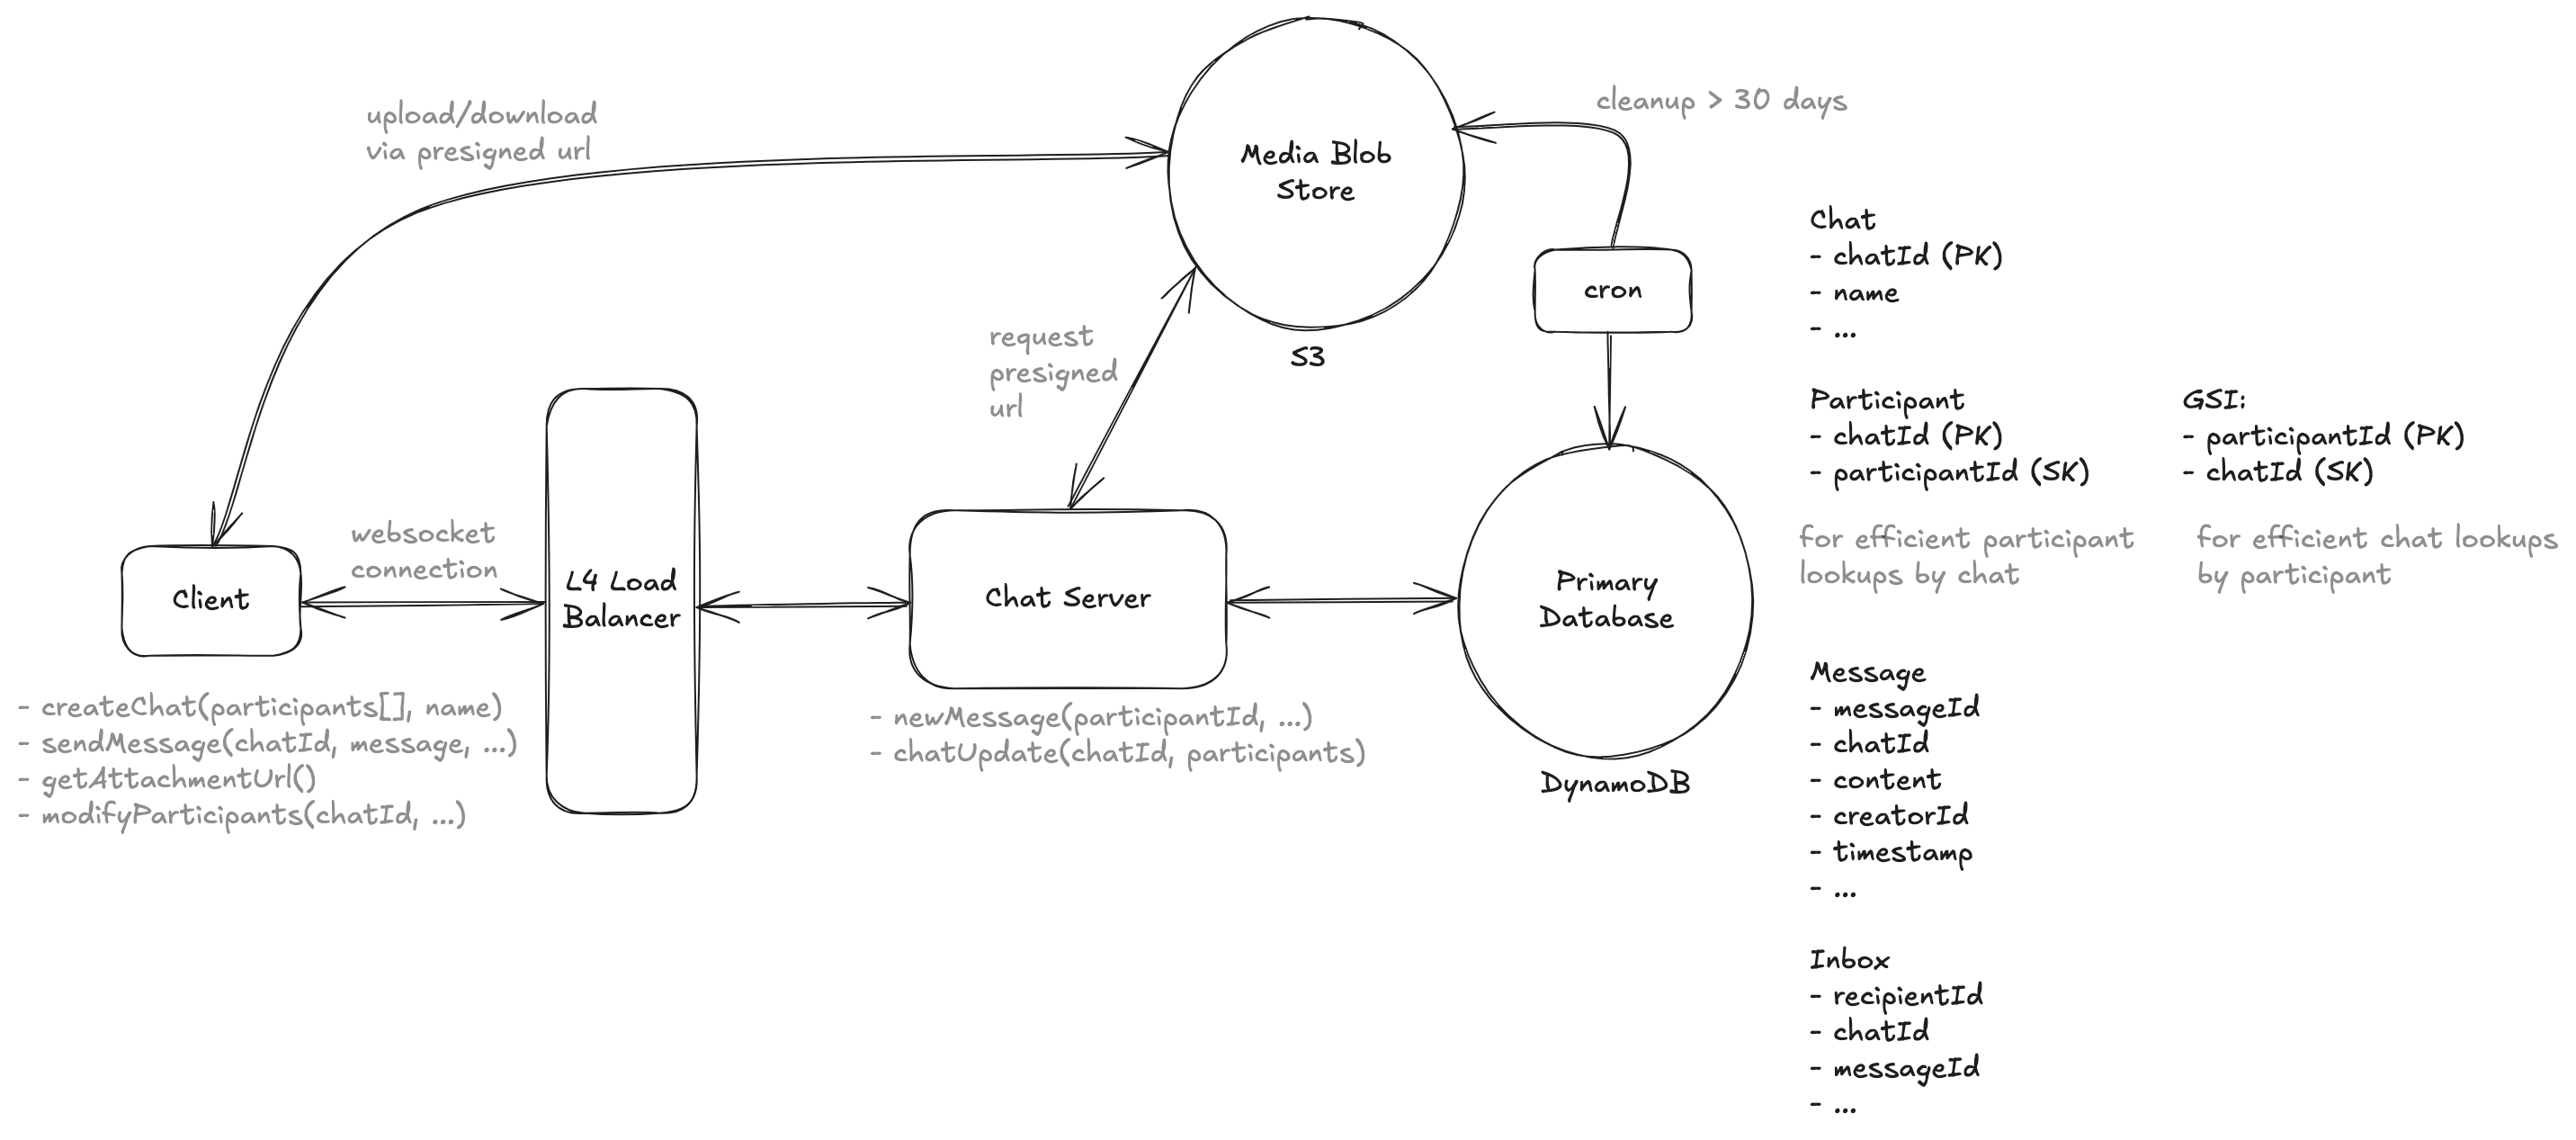 upload/download
via presigned url
Media Blob
Store
S3
cleanup > 30 days
cron
request
presigned
url
websocket
connection
Client
- createChat(participants[], name)
- sendMessage(chatId, message, ...)
- getAttachmentUrl()
- modifyParticipants(chatId, ...)
L4 Load
Balancer
Chat Server
- newMessage(participantId, ...)
- chatUpdate(chatId, participants)
Primary
Database
DynamoDB
Chat
- chatId (PK)
- name
- ...
Participant
- chatId (PK)
- participantId (SK)
for efficient participant
lookups by chat
GSI:
- participantId (PK)
- chatId (SK)
for efficient chat lookups
by participant
Message
- messageId
- chatId
- content
- creatorId
- timestamp
- ...
Inbox
- recipientId
- chatId
- messageId
- ...